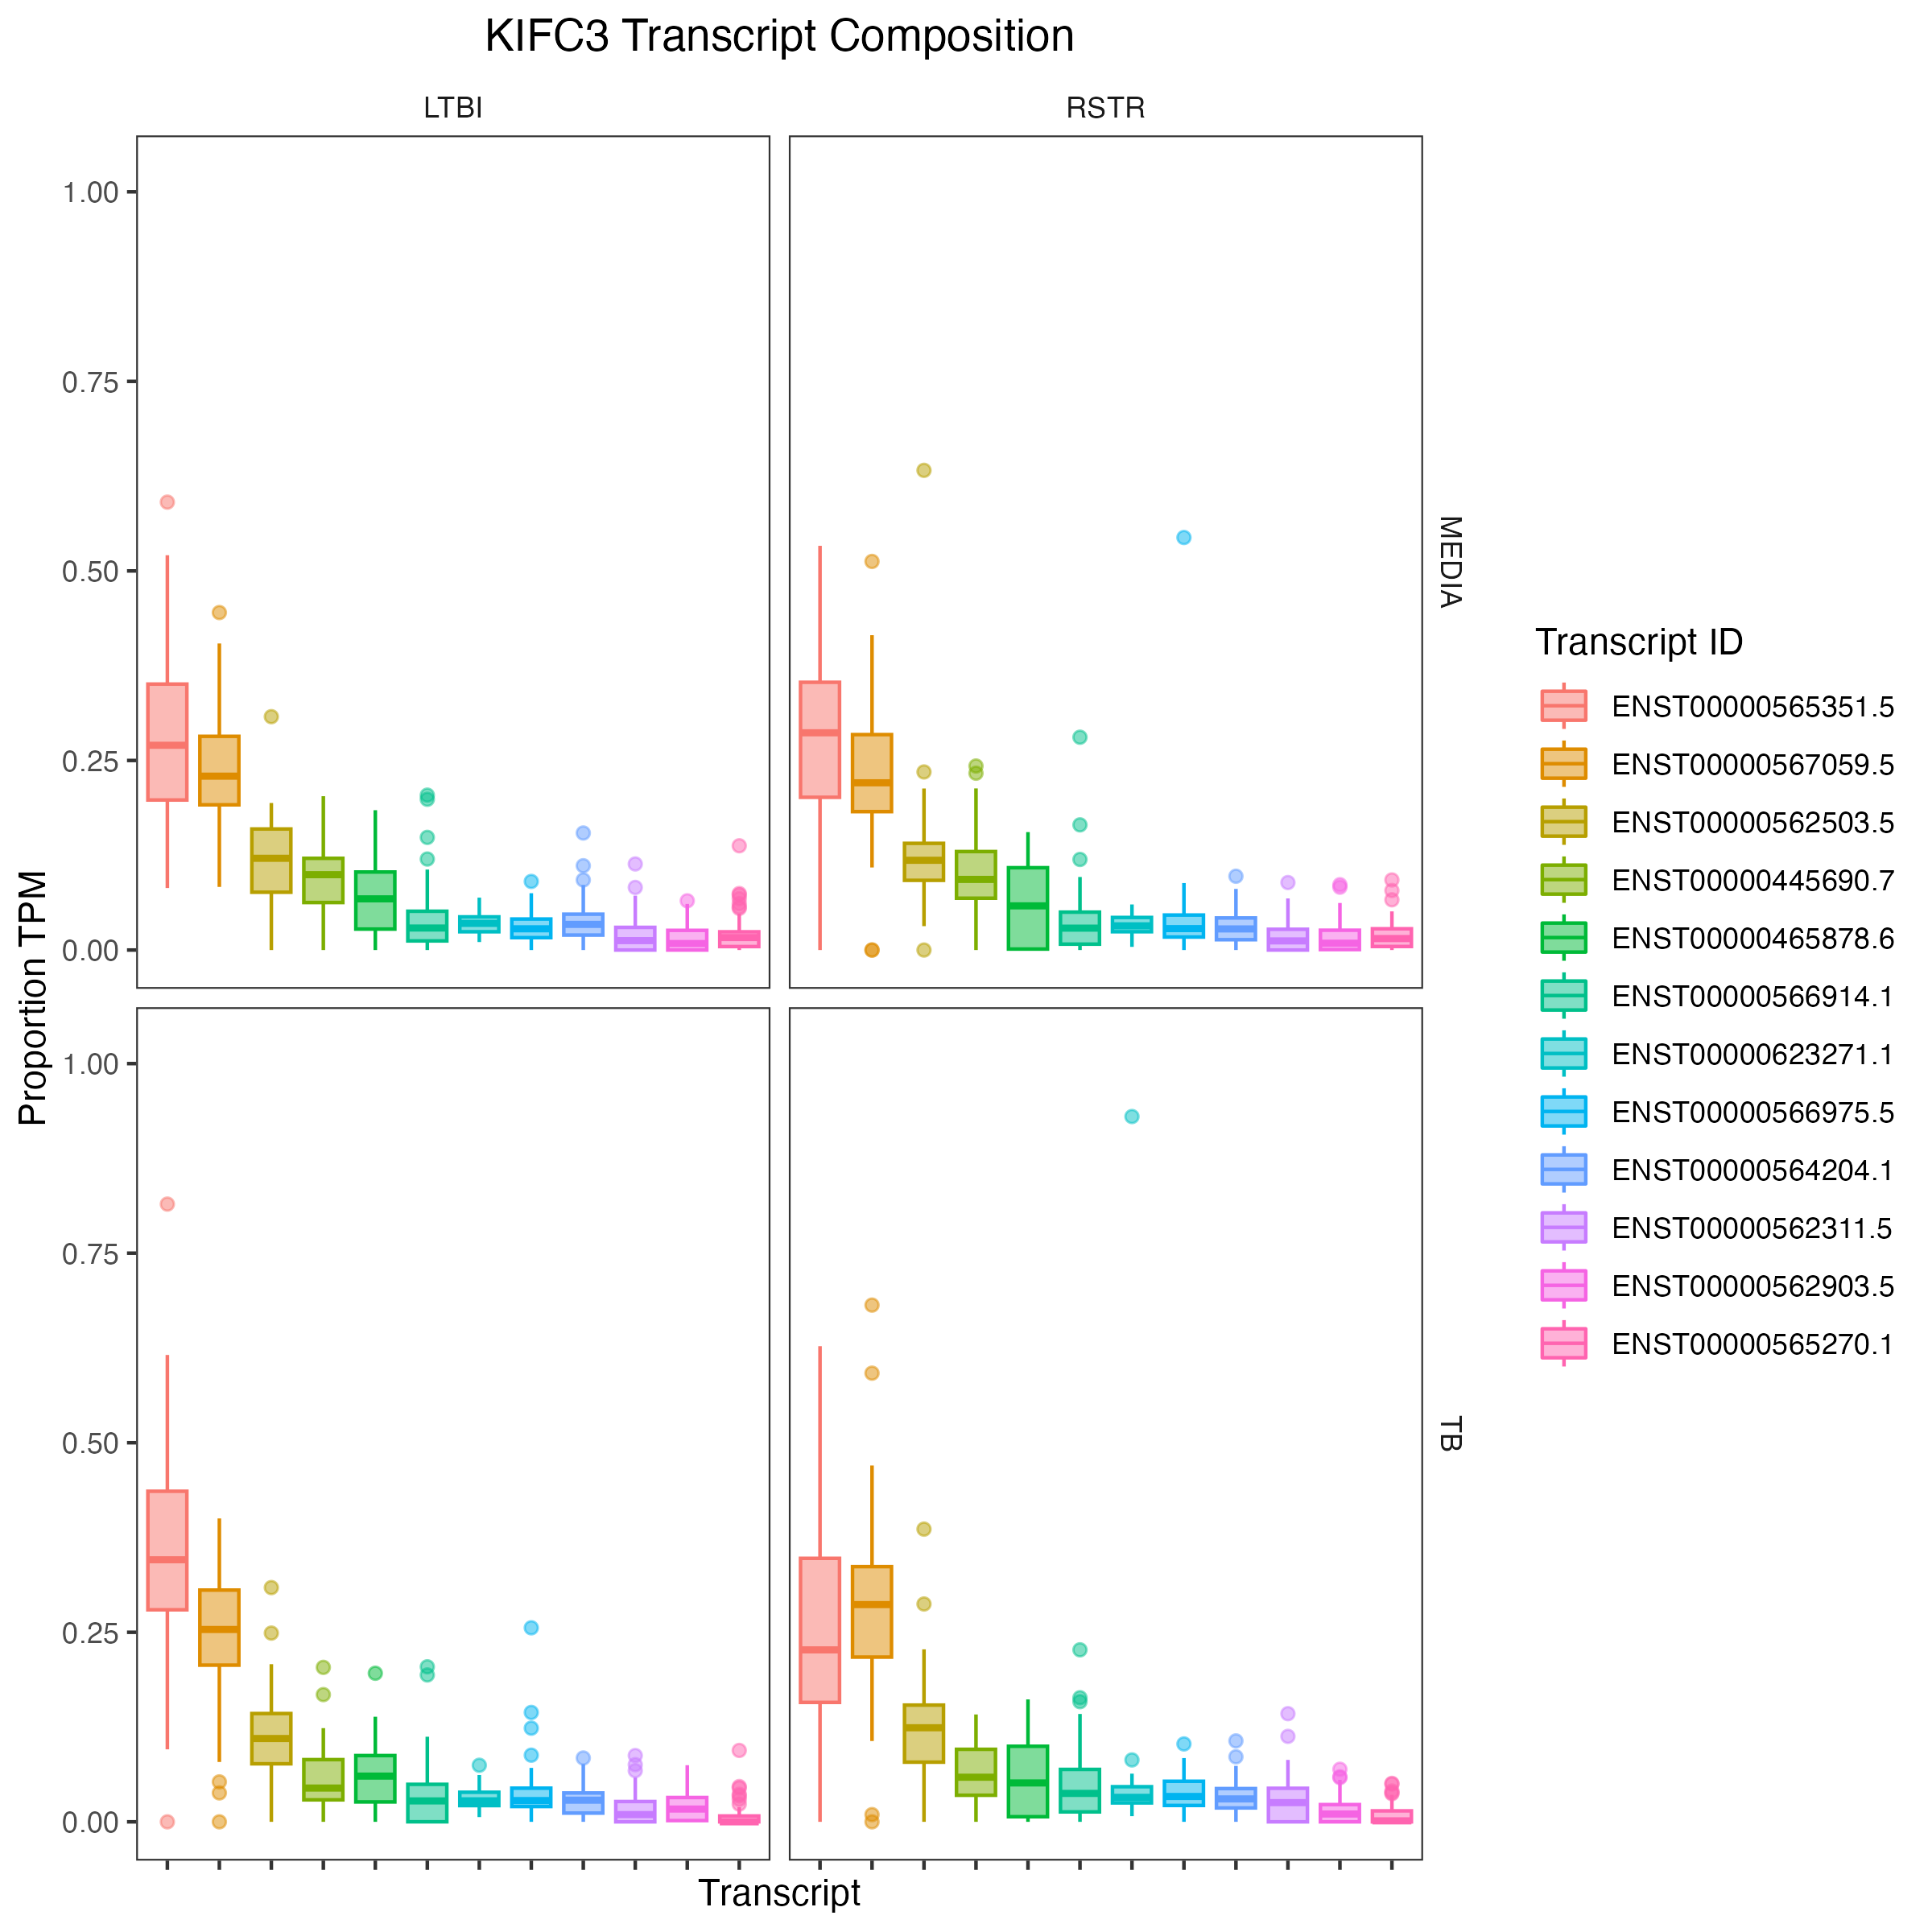 KIFC3 Transcript Composition
LTBI
RSTR
1.00
0.75
0.50
0.25
0.00
MEDIA
Proportion TPM
1.00
0.75
0.50
0.25
0.00
TB
Transcript
Transcript ID
ENST00000565351.5
ENST00000567059.5
ENST00000562503.5
ENST00000445690.7
ENST00000465878.6
ENST00000566914.1
ENST00000623271.1
ENST00000566975.5
ENST00000564204.1
ENST00000562311.5
ENST00000562903.5
ENST00000565270.1